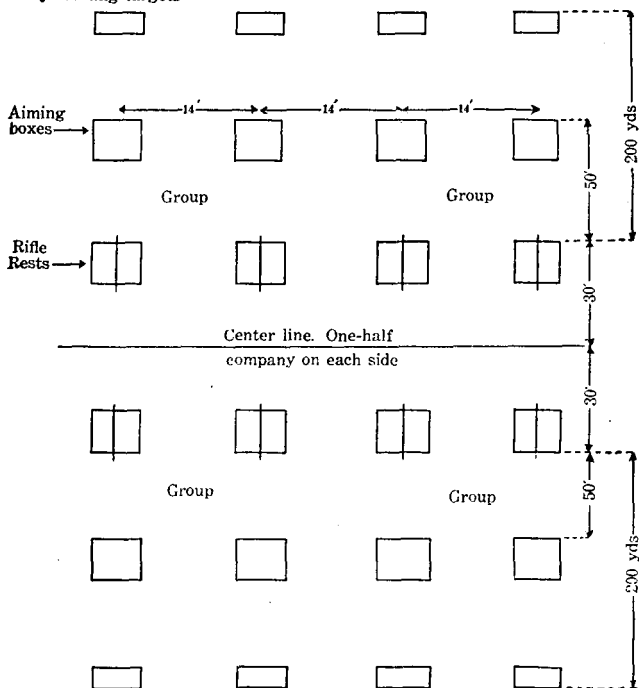 targets
14′ 14′ 14′
Aiming
boxes
200 yds
50′
Group Group
Rifle
Rests
30′
Center line. One-half
company on each side
30′
Group Group
50′
200 yds